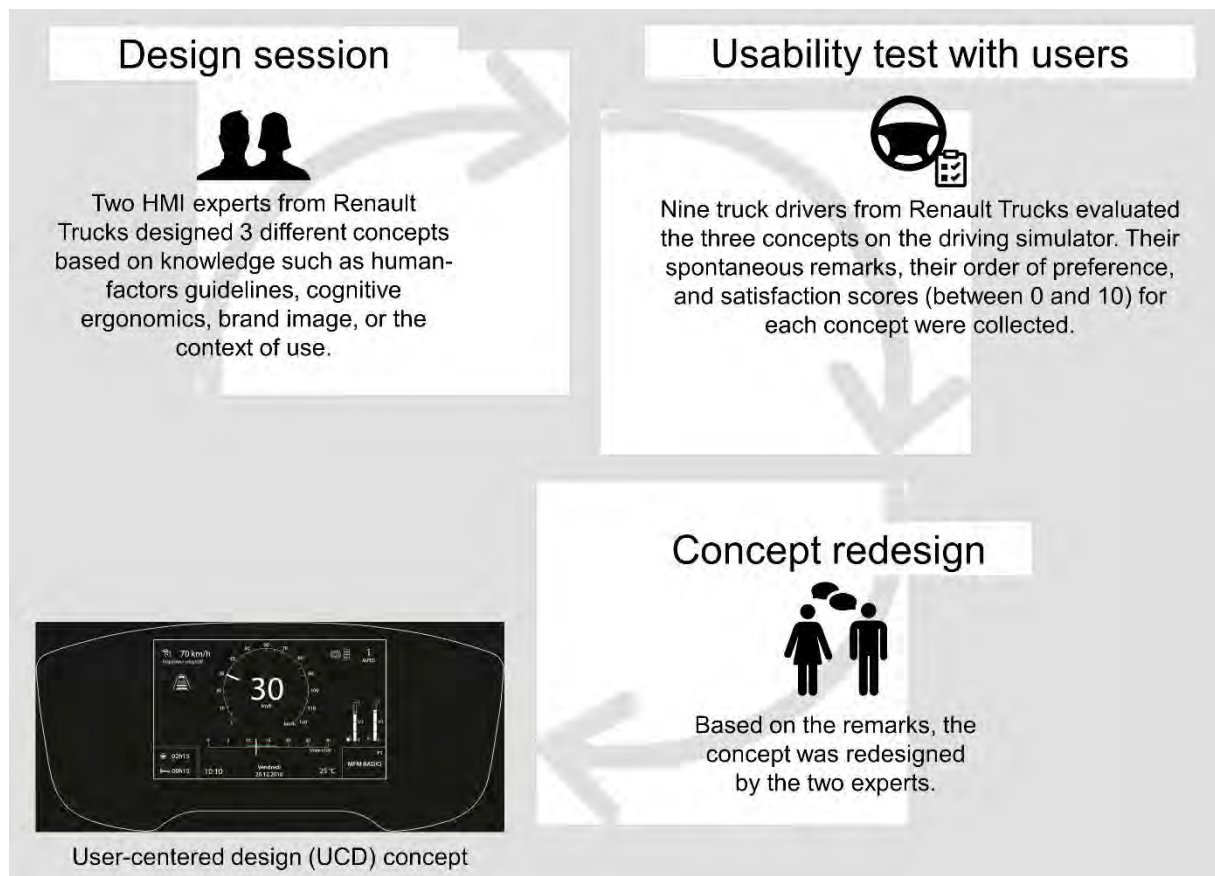 Design session
Two HMI experts from Renault
Trucks designed 3 different concepts
based on knowledge such as human-
factors guidelines, cognitive
ergonomics, brand image, or the
context of use.
Usability test with users
Nine truck drivers from Renault Trucks evaluated
the three concepts on the driving simulator. Their
spontaneous remarks, their order of preference,
and satisfaction scores (between 0 and 10) for
each concept were collected.
Concept redesign
Based on the remarks, the
concept was redesigned
by the two experts.
70 km/h
AUTO
30
km/h
02h15
00h15
10:10
Vendredi
25°C
User-centered design (UCD) concept